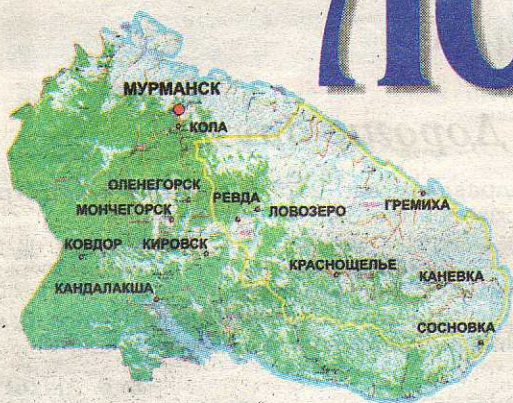 МУРМАНСК
КОЛА
ОЛЕНЕГОРСК
МОНЧЕГОРСК
РЕВДА
ЛОВОЗЕРО
ГРЕМИХА
КОВДОР
КИРОВСК
КРАСНОЩЕЛЬЕ
КАНЕВКА
КАНДАЛАКША
СОСНОВКА